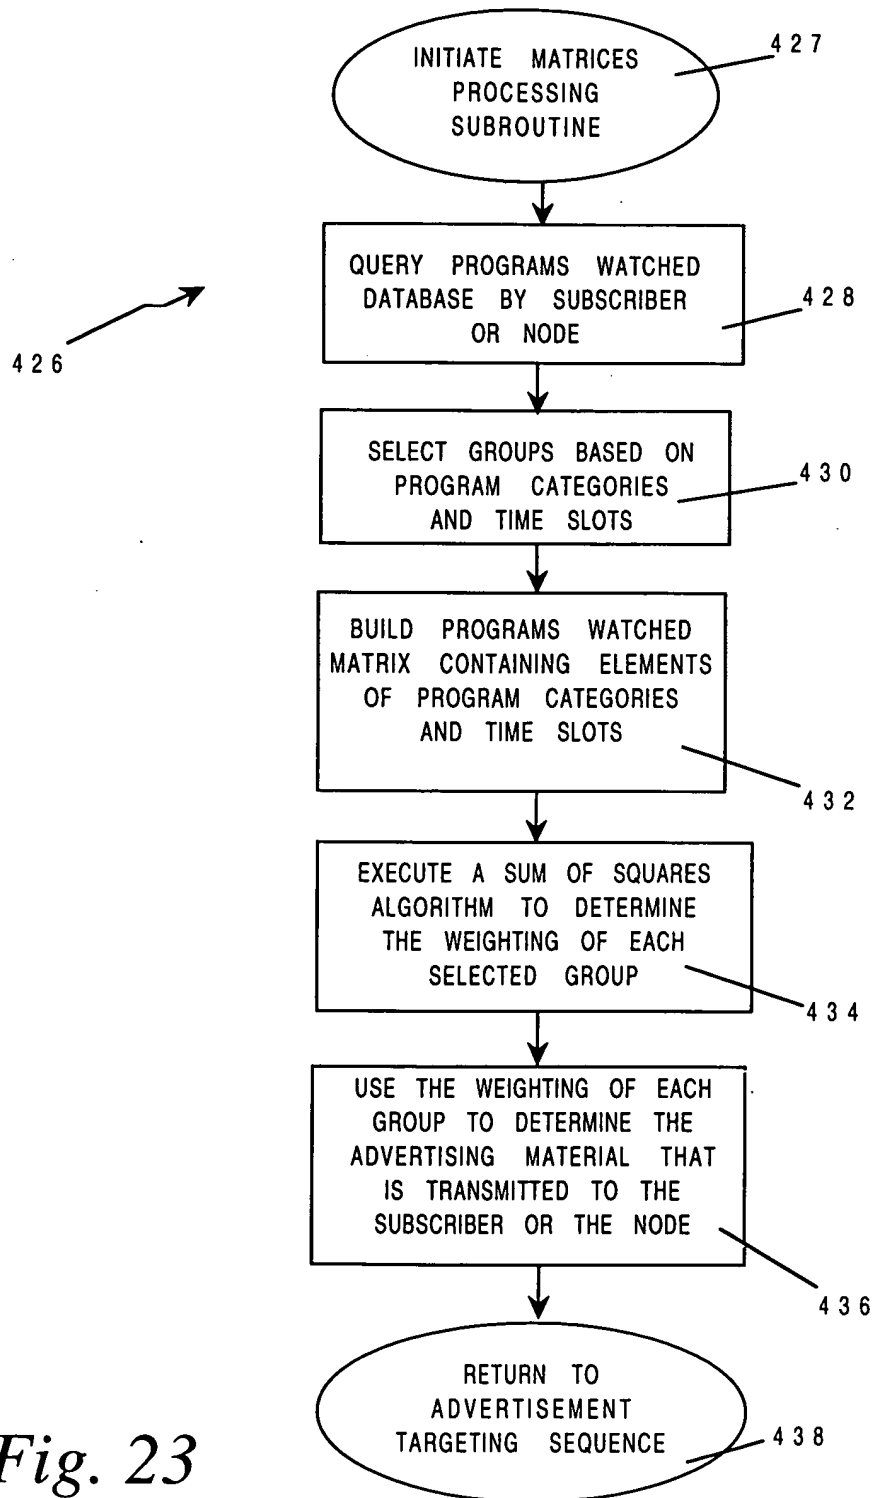 INITIATE MATRICES
PROCESSING
SUBROUTINE
427
QUERY PROGRAMS WATCHED
DATABASE BY SUBSCRIBER
OR NODE
428
426
SELECT GROUPS BASED ON
PROGRAM CATEGORIES
AND TIME SLOTS
430
BUILD PROGRAMS WATCHED
MATRIX CONTAINING ELEMENTS
OF PROGRAM CATEGORIES
AND TIME SLOTS
432
EXECUTE A SUM OF SQUARES
ALGORITHM TO DETERMINE
THE WEIGHTING OF EACH
SELECTED GROUP
434
USE THE WEIGHTING OF EACH
GROUP TO DETERMINE THE
ADVERTISING MATERIAL THAT
IS TRANSMITTED TO THE
SUBSCRIBER OR THE NODE
436
RETURN TO
ADVERTISEMENT
TARGETING SEQUENCE
438
Fig. 23